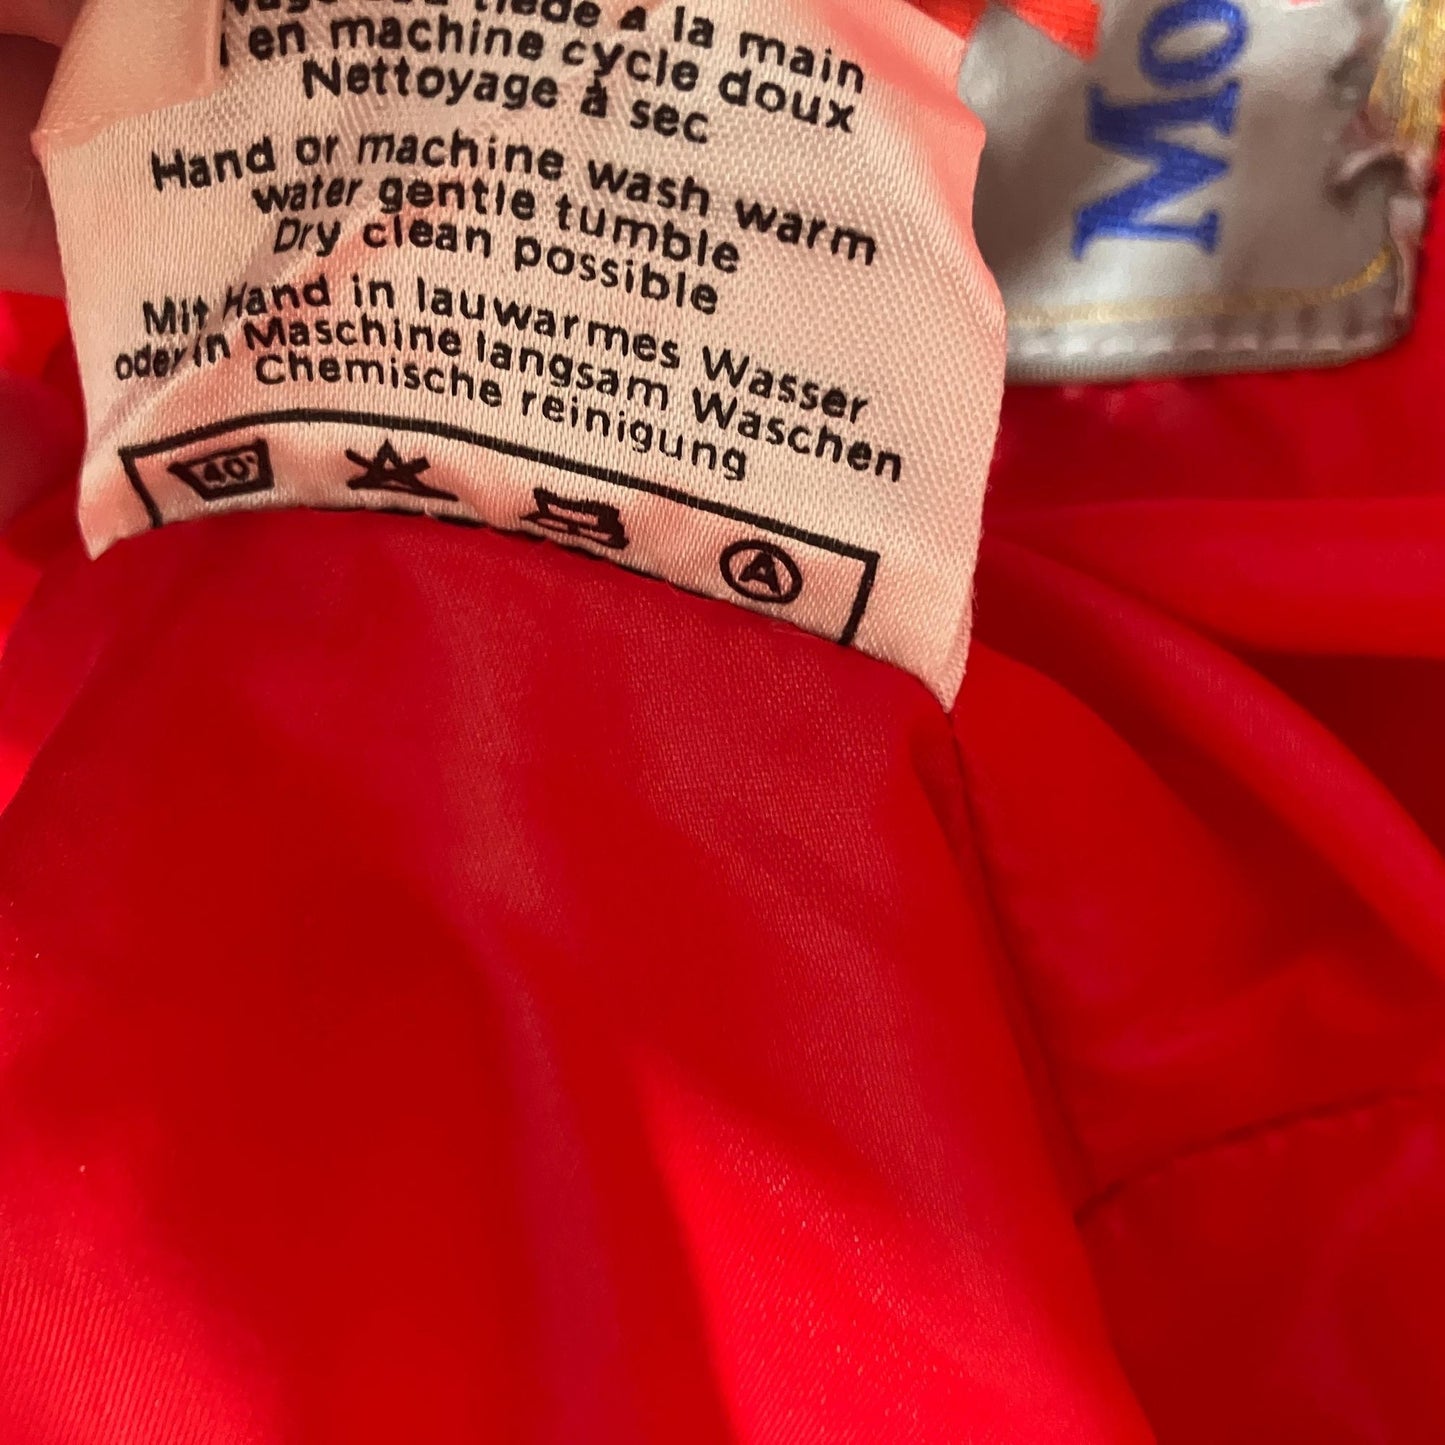 à la main
en machine cycle doux
Nettoyage à sec
Hand or machine wash warm
water gentle tumble
Dry clean possible
Mit Hand in lauwarmes Wasser
oder in Maschine langsam Waschen
Chemische reinigung
40°
A
Mo